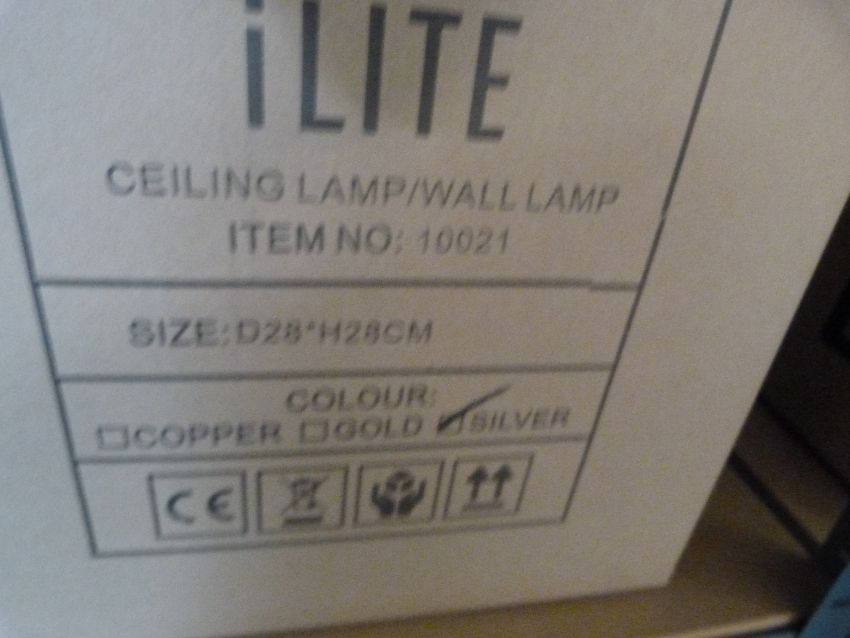 iLITE
CEILING LAMP/WALL LAMP
ITEM NO: 10021
SIZE: D28*H28CM
COLOUR:
COPPER GOLD SILVER
CE